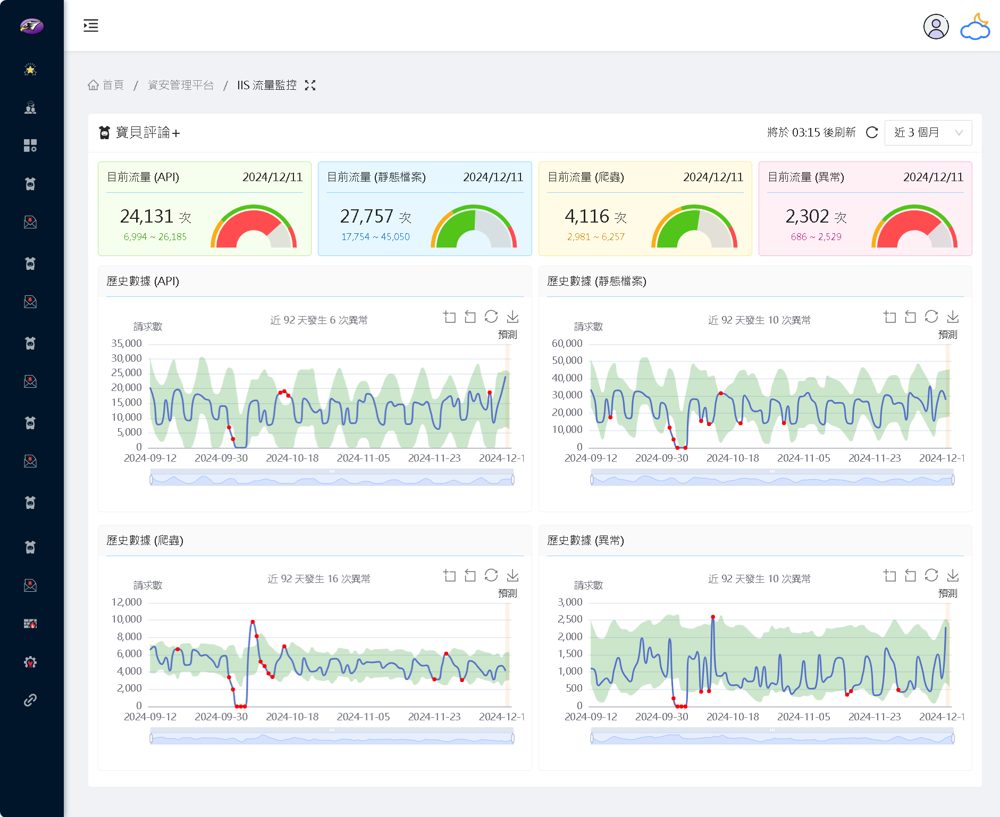 首頁 / 資安管理平台 / IIS 流量監控
寶貝評論+
將於 03:15 後刷新
近 3 個月
目前流量 (API) 2024/12/11
24,131 次
6,994 ~ 26,185
目前流量 (靜態檔案) 2024/12/11
27,757 次
17,754 ~ 45,050
目前流量 (爬蟲) 2024/12/11
4,116 次
2,981 ~ 6,257
目前流量 (異常) 2024/12/11
2,302 次
686 ~ 2,529
歷史數據 (API)
近 92 天發生 6 次異常
請求數
預測
35,000
30,000
25,000
20,000
15,000
10,000
5,000
0
2024-09-12 2024-09-30 2024-10-18 2024-11-05 2024-11-23 2024-12-1
歷史數據 (靜態檔案)
近 92 天發生 10 次異常
請求數
預測
60,000
50,000
40,000
30,000
20,000
10,000
0
2024-09-12 2024-09-30 2024-10-18 2024-11-05 2024-11-23 2024-12-1
歷史數據 (爬蟲)
近 92 天發生 16 次異常
請求數
預測
12,000
10,000
8,000
6,000
4,000
2,000
0
2024-09-12 2024-09-30 2024-10-18 2024-11-05 2024-11-23 2024-12-1
歷史數據 (異常)
近 92 天發生 10 次異常
請求數
預測
3,000
2,500
2,000
1,500
1,000
500
0
2024-09-12 2024-09-30 2024-10-18 2024-11-05 2024-11-23 2024-12-1